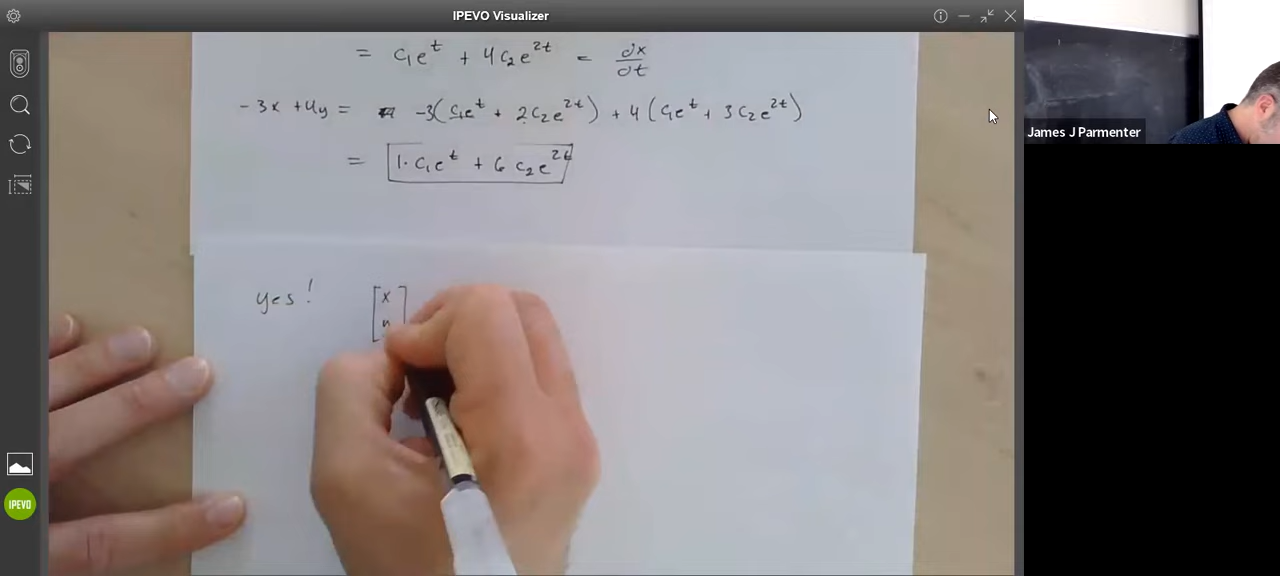 IPEVO Visualizer
= c₁eᵗ + 4c₂e²ᵗ = dx/dt
-3x + 4y = -3(c₁eᵗ + 2c₂e²ᵗ) + 4(c₁eᵗ + 3c₂e²ᵗ)
= 1·c₁eᵗ + 6c₂e²ᵗ
yes! [x
James J Parmenter
IPEVO